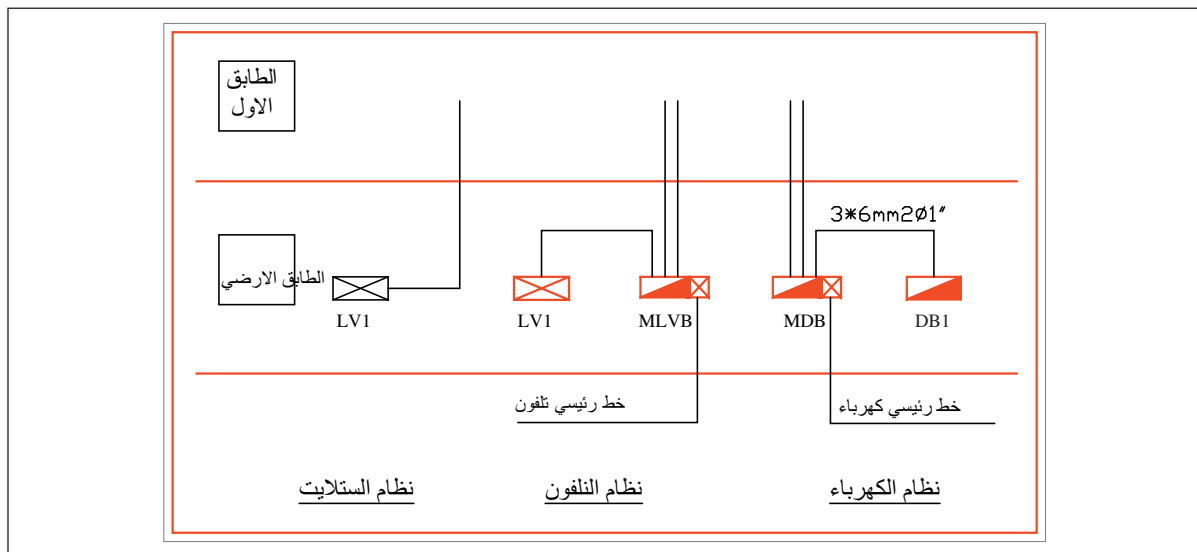 الطابق
الاول
3*6mm2Ø1"
الطابق الارضي
LV1
LV1
MLVB
MDB
DB1
خط رئيسي تلفون
خط رئيسي كهرباء
نظام الستلايت
نظام التلفون
نظام الكهرباء